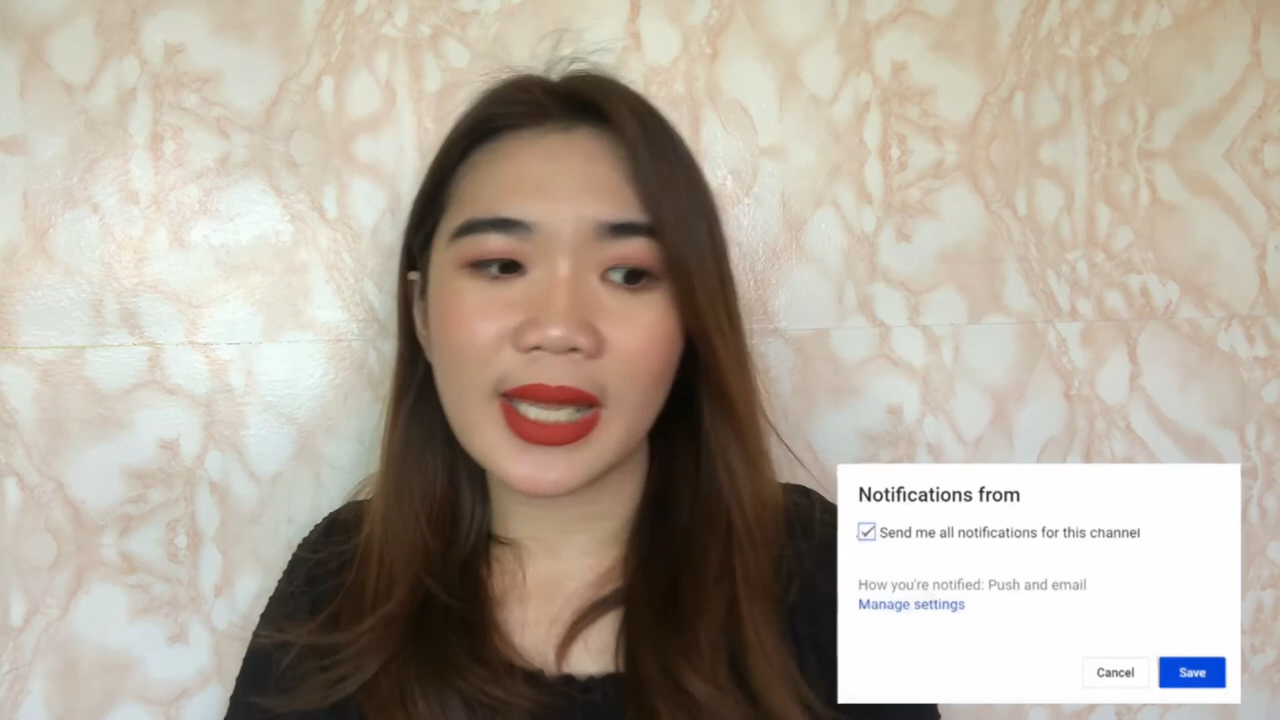 Notifications from
Send me all notifications for this channel
How you're notified: Push and email
Manage settings
Cancel
Save